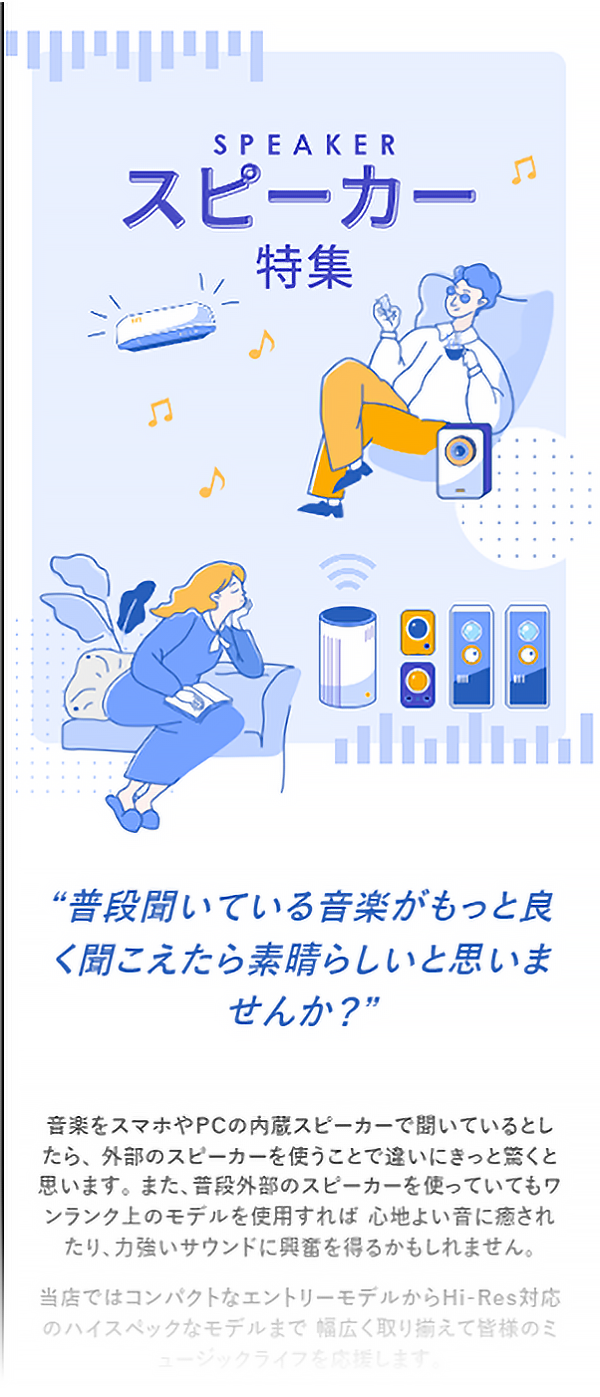 SPEAKER
スピーカー
特集
“普段聞いている音楽がもっと良
く聞こえたら素晴らしいと思いま
せんか？”
音楽をスマホやPCの内蔵スピーカーで聞いているとし
たら、外部のスピーカーを使うことで違いにきっと驚くと
思います。また、普段外部のスピーカーを使っていてもワ
ンランク上のモデルを使用すれば 心地よい音に癒され
たり、力強いサウンドに興奮を得るかもしれません。
当店ではコンパクトなエントリーモデルからHi-Res対応
のハイスペックなモデルまで 幅広く取り揃えて皆様のミ
ュージックライフを応援します。